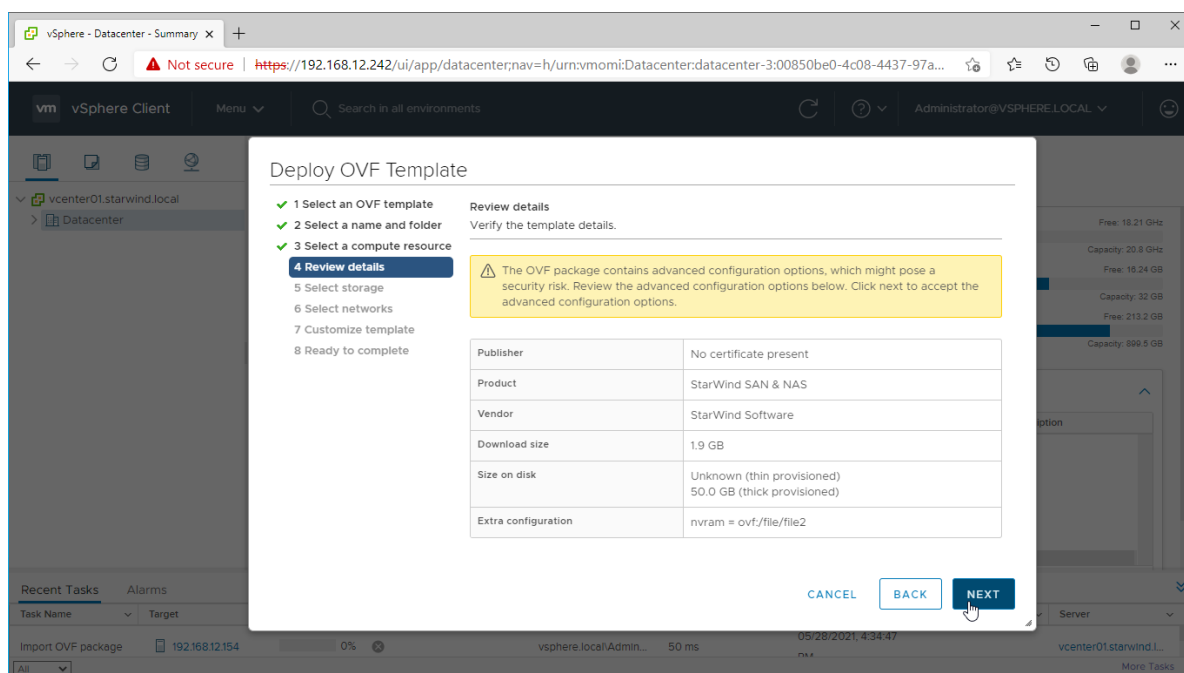 vSphere - Datacenter - Summary
Not secure
https://192.168.12.242/ui/app/datacenter;nav=h/urn:vmomi:Datacenter:datacenter-3:00850be0-4c08-4437-97a...
vm vSphere Client Menu Search in all environments Administrator@VSPHERE.LOCAL
vcenter01.starwind.local
Datacenter
Free: 18.21 GHz
Capacity: 20.8 GHz
Free: 16.24 GB
Capacity: 32 GB
Free: 213.2 GB
Capacity: 899.5 GB
iption
Deploy OVF Template
1 Select an OVF template
2 Select a name and folder
3 Select a compute resource
4 Review details
5 Select storage
6 Select networks
7 Customize template
8 Ready to complete
Review details
Verify the template details.
The OVF package contains advanced configuration options, which might pose a
security risk. Review the advanced configuration options below. Click next to accept the
advanced configuration options.
Publisher No certificate present
Product StarWind SAN & NAS
Vendor StarWind Software
Download size 1.9 GB
Size on disk Unknown (thin provisioned)
50.0 GB (thick provisioned)
Extra configuration nvram = ovf:/file/file2
CANCEL BACK NEXT
Recent Tasks Alarms
Task Name Target Server
Import OVF package 192.168.12.154 0% vsphere.local\Admin... 50 ms 05/28/2021, 4:34:47 vcenter01.starwind.l...
All More Tasks